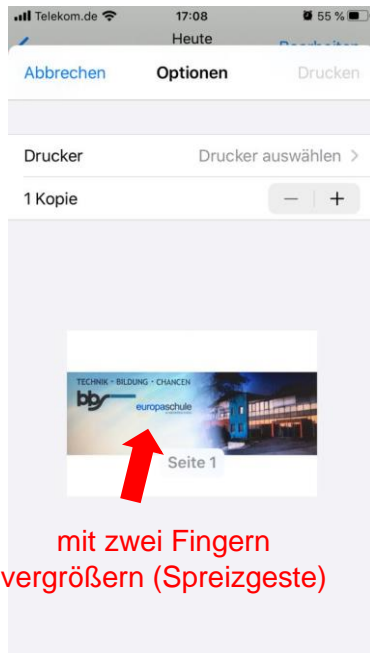 Telekom.de 17:08 55 %
Heute
Abbrechen Optionen Drucken
Drucker Drucker auswählen >
1 Kopie − +
TECHNIK - BILDUNG - CHANCEN
bbs
europaschule
Seite 1
mit zwei Fingern
vergrößern (Spreizgeste)